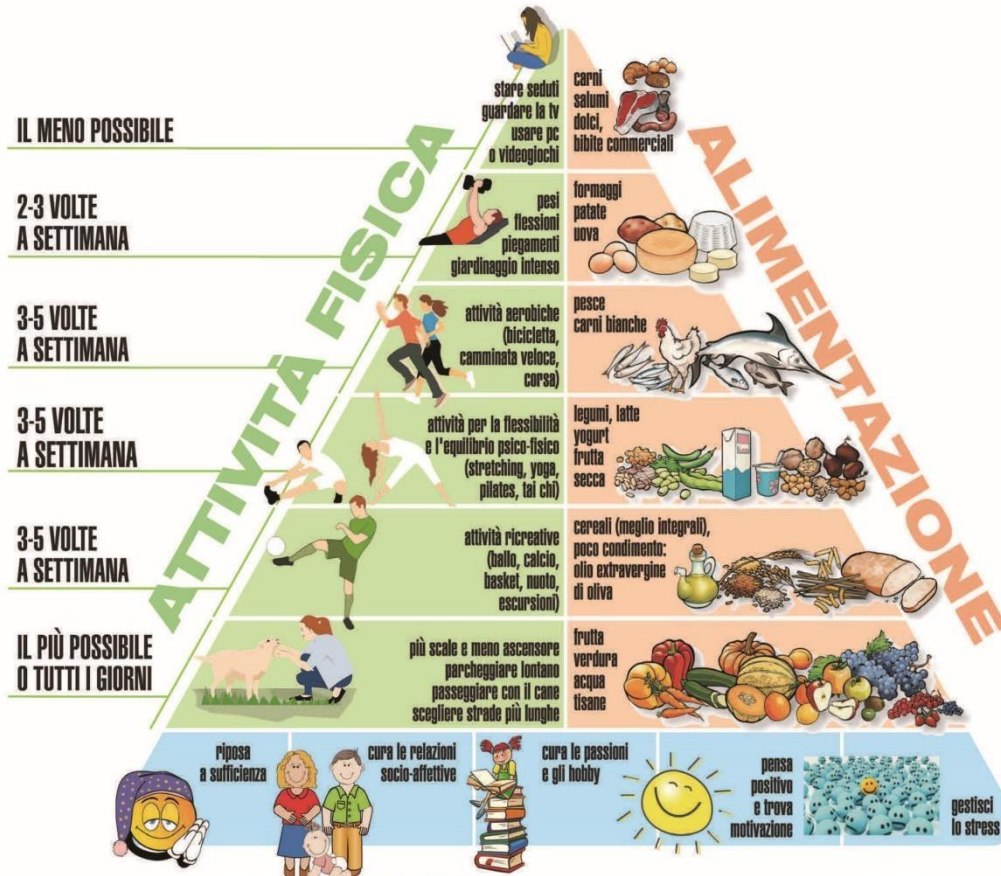 IL MENO POSSIBILE
2-3 VOLTE
A SETTIMANA
3-5 VOLTE
A SETTIMANA
3-5 VOLTE
A SETTIMANA
3-5 VOLTE
A SETTIMANA
IL PIÙ POSSIBILE
O TUTTI I GIORNI
ATTIVITÁ FISICA
stare seduti
guardare la tv
usare pc
o videogiochi
pesi
flessioni
piegamenti
giardinaggio intenso
attività aerobiche
(bicicletta,
camminata veloce,
corsa)
attività per la flessibilità
e l'equilibrio psico-fisico
(stretching, yoga,
pilates, tai chi)
attività ricreative
(ballo, calcio,
basket, nuoto,
escursioni)
più scale e meno ascensore
parcheggiare lontano
passeggiare con il cane
scegliere strade più lunghe
ALIMENTAZIONE
carni
salumi
dolci,
bibite commerciali
formaggi
patate
uova
pesce
carni bianche
legumi, latte
yogurt
frutta
secca
cereali (meglio integrali),
poco condimento:
olio extravergine
di oliva
frutta
verdura
acqua
tisane
riposa
a sufficienza
cura le relazioni
socio-affettive
cura le passioni
e gli hobby
pensa
positivo
e trova
motivazione
gestisci
lo stress